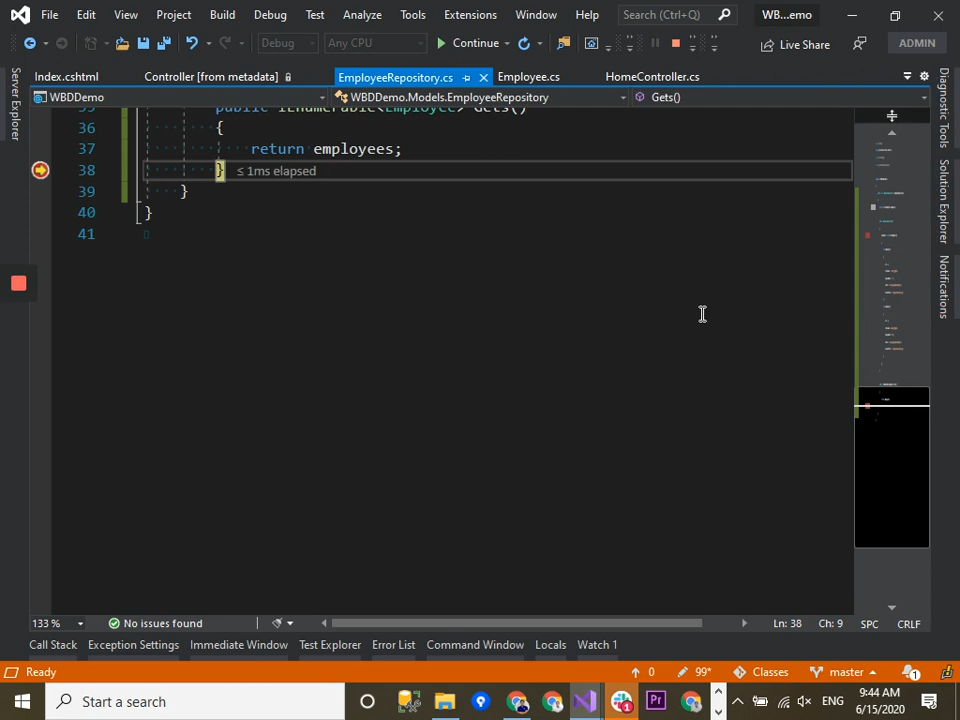 File Edit View Project Build Debug Test Analyze Tools Extensions Window Help Search (Ctrl+Q) WB...emo
Debug Any CPU Continue Live Share ADMIN
Index.cshtml Controller [from metadata] EmployeeRepository.cs Employee.cs HomeController.cs
WBDDemo WBDDemo.Models.EmployeeRepository Gets()
Server Explorer
Diagnostic Tools
Solution Explorer
Notifications
35 public IEnumerable<Employee> Gets()
36 {
37 return employees;
38 } ≤ 1ms elapsed
39 }
40 }
41
133 % No issues found Ln: 38 Ch: 9 SPC CRLF
Call Stack Exception Settings Immediate Window Test Explorer Error List Command Window Locals Watch 1
Ready 0 99* Classes master 1
Start a search 1 Pr ENG 9:44 AM
6/15/2020